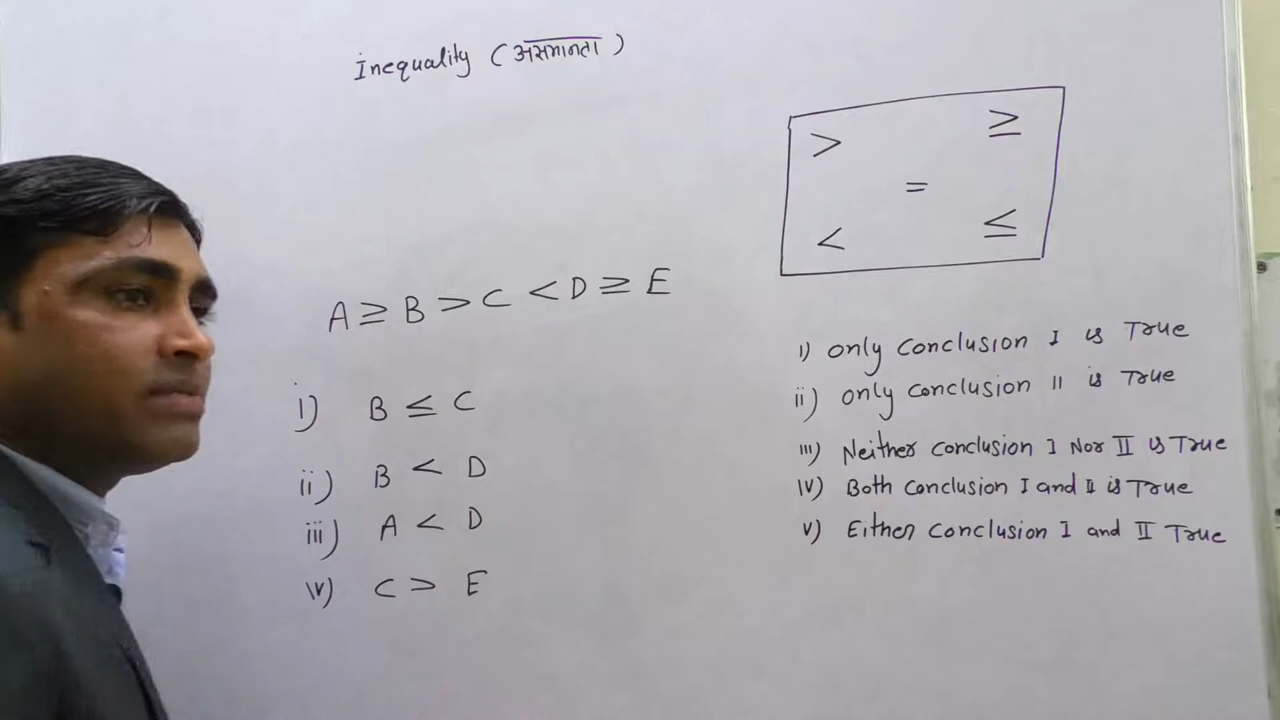 Inequality (असमानता)
> ≥
=
< ≤
A ≥ B > C < D ≥ E
i) B ≤ C
ii) B < D
iii) A < D
iv) C > E
i) only conclusion I is True
ii) only conclusion II is True
iii) Neither conclusion I Nor II is True
iv) Both conclusion I and II is True
v) Either conclusion I and II True